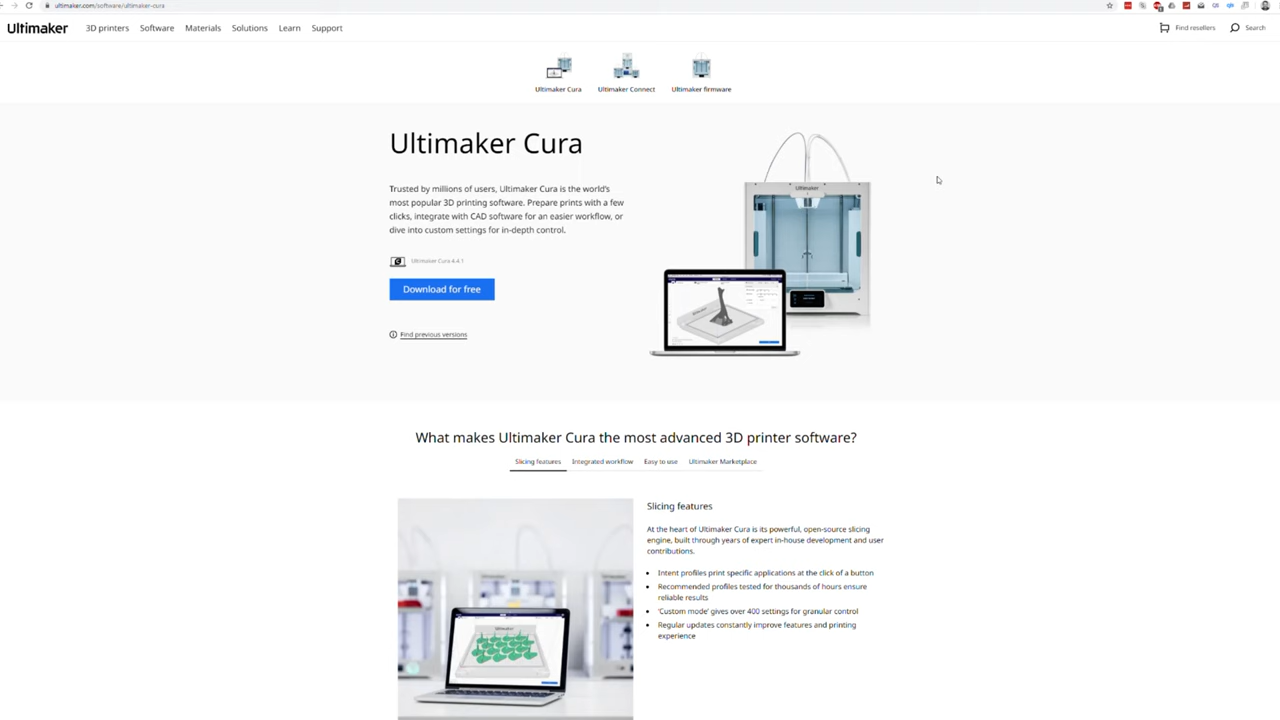 ultimaker.com/software/ultimaker-cura
Ultimaker
3D printers
Software
Materials
Solutions
Learn
Support
Find resellers
Search
Ultimaker Cura
Ultimaker Connect
Ultimaker firmware
Ultimaker Cura
Trusted by millions of users, Ultimaker Cura is the world's
most popular 3D printing software. Prepare prints with a few
clicks, integrate with CAD software for an easier workflow, or
dive into custom settings for in-depth control.
Ultimaker Cura 4.4.1
Download for free
Find previous versions
Ultimaker
What makes Ultimaker Cura the most advanced 3D printer software?
Slicing features
Integrated workflow
Easy to use
Ultimaker Marketplace
Slicing features
At the heart of Ultimaker Cura is its powerful, open-source slicing
engine, built through years of expert in-house development and user
contributions.
Intent profiles print specific applications at the click of a button
Recommended profiles tested for thousands of hours ensure
reliable results
'Custom mode' gives over 400 settings for granular control
Regular updates constantly improve features and printing
experience